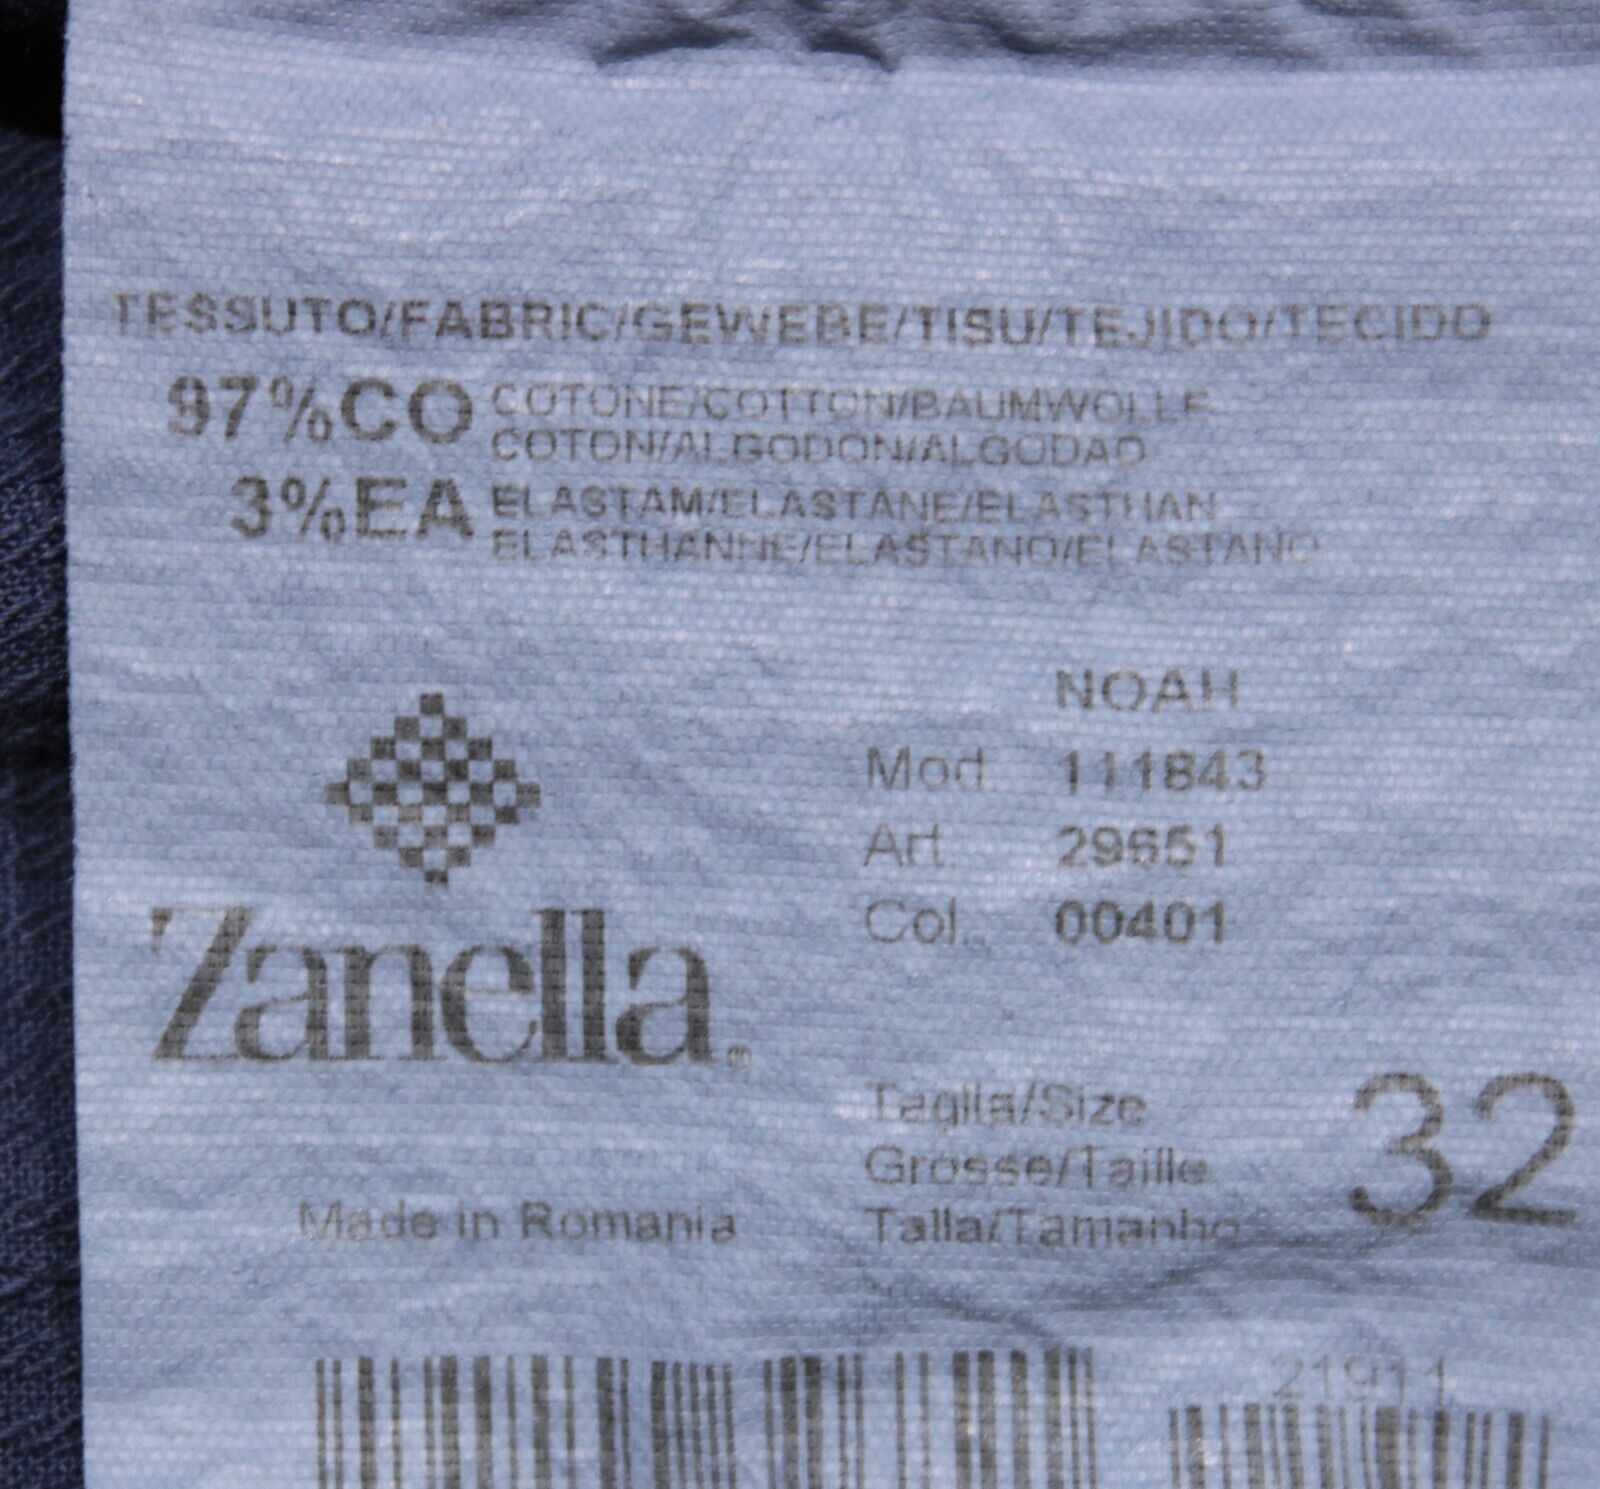 TESSUTO/FABRIC/GEWEBE/TISU/TEJIDO/TECIDO
97%CO COTONE/COTTON/BAUMWOLLE
COTON/ALGODON/ALGODAO
3%EA ELASTAM/ELASTANE/ELASTHAN
ELASTHANNE/ELASTANO/ELASTANO
NOAH
Mod 111843
Art. 29651
Col. 00401
Zanella®
Taglia/Size
Grosse/Taille 32
Talla/Tamanho
Made in Romania
21911